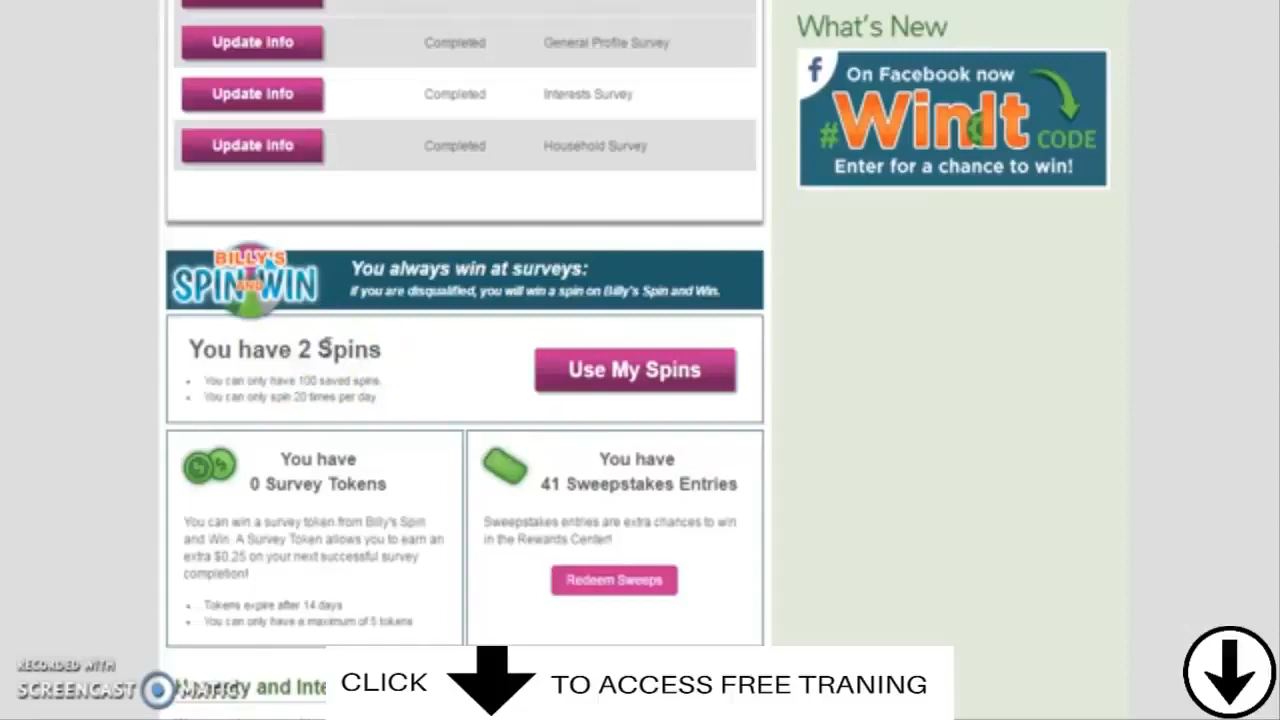 Update Info Completed General Profile Survey
Update Info Completed Interests Survey
Update Info Completed Household Survey
What's New
On Facebook now
#WinIt CODE
Enter for a chance to win!
BILLY'S
SPIN AND WIN
You always win at surveys:
If you are disqualified, you will win a spin on Billy's Spin and Win.
You have 2 Spins
You can only have 100 saved spins.
You can only spin 20 times per day
Use My Spins
You have
0 Survey Tokens
You can win a survey token from Billy's Spin
and Win. A Survey Token allows you to earn an
extra $0.25 on your next successful survey
completion!
Tokens expire after 14 days
You can only have a maximum of 5 tokens
You have
41 Sweepstakes Entries
Sweepstakes entries are extra chances to win
in the Rewards Center!
Redeem Sweeps
RECORDED WITH
SCREENCAST MATIC
and Inte
CLICK TO ACCESS FREE TRANING